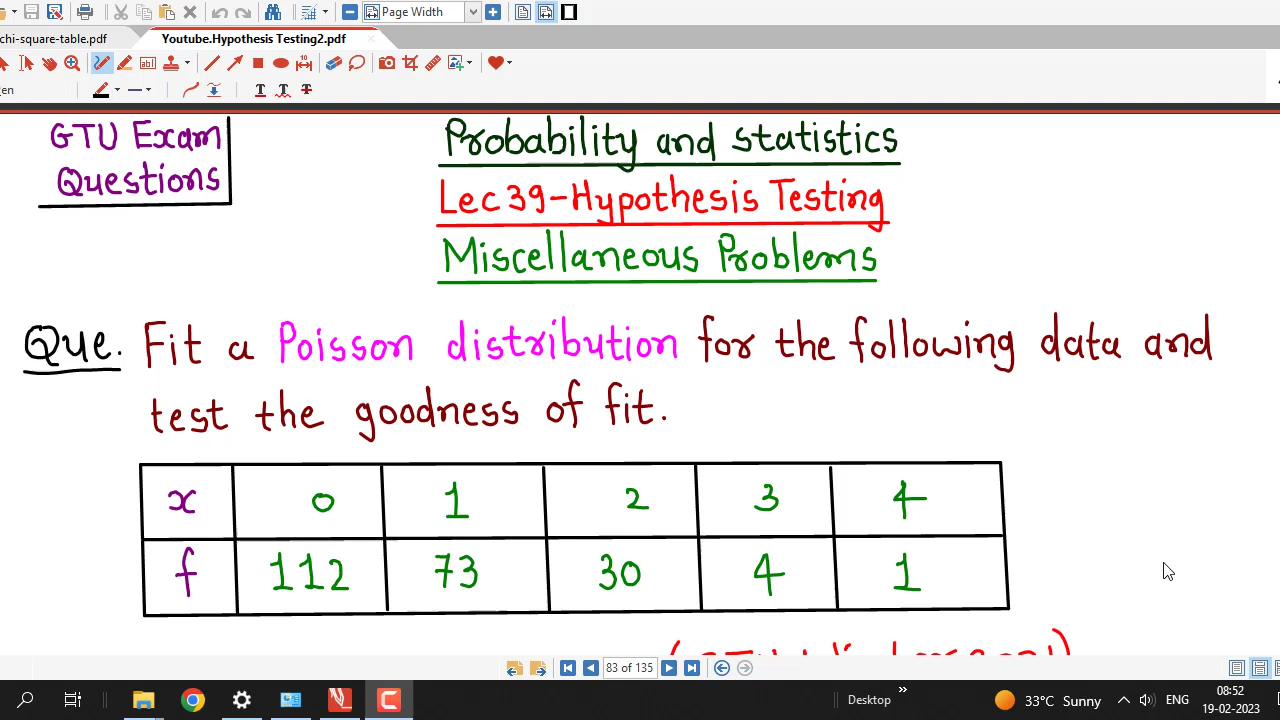 Page Width
chi-square-table.pdf
Youtube.Hypothesis Testing2.pdf
en
GTU Exam
Questions
Probability and statistics
Lec 39-Hypothesis Testing
Miscellaneous Problems
Que. Fit a Poisson distribution for the following data and
test the goodness of fit.
x 0 1 2 3 4
f 112 73 30 4 1
83 of 135
Desktop
33°C Sunny
ENG
08:52
19-02-2023